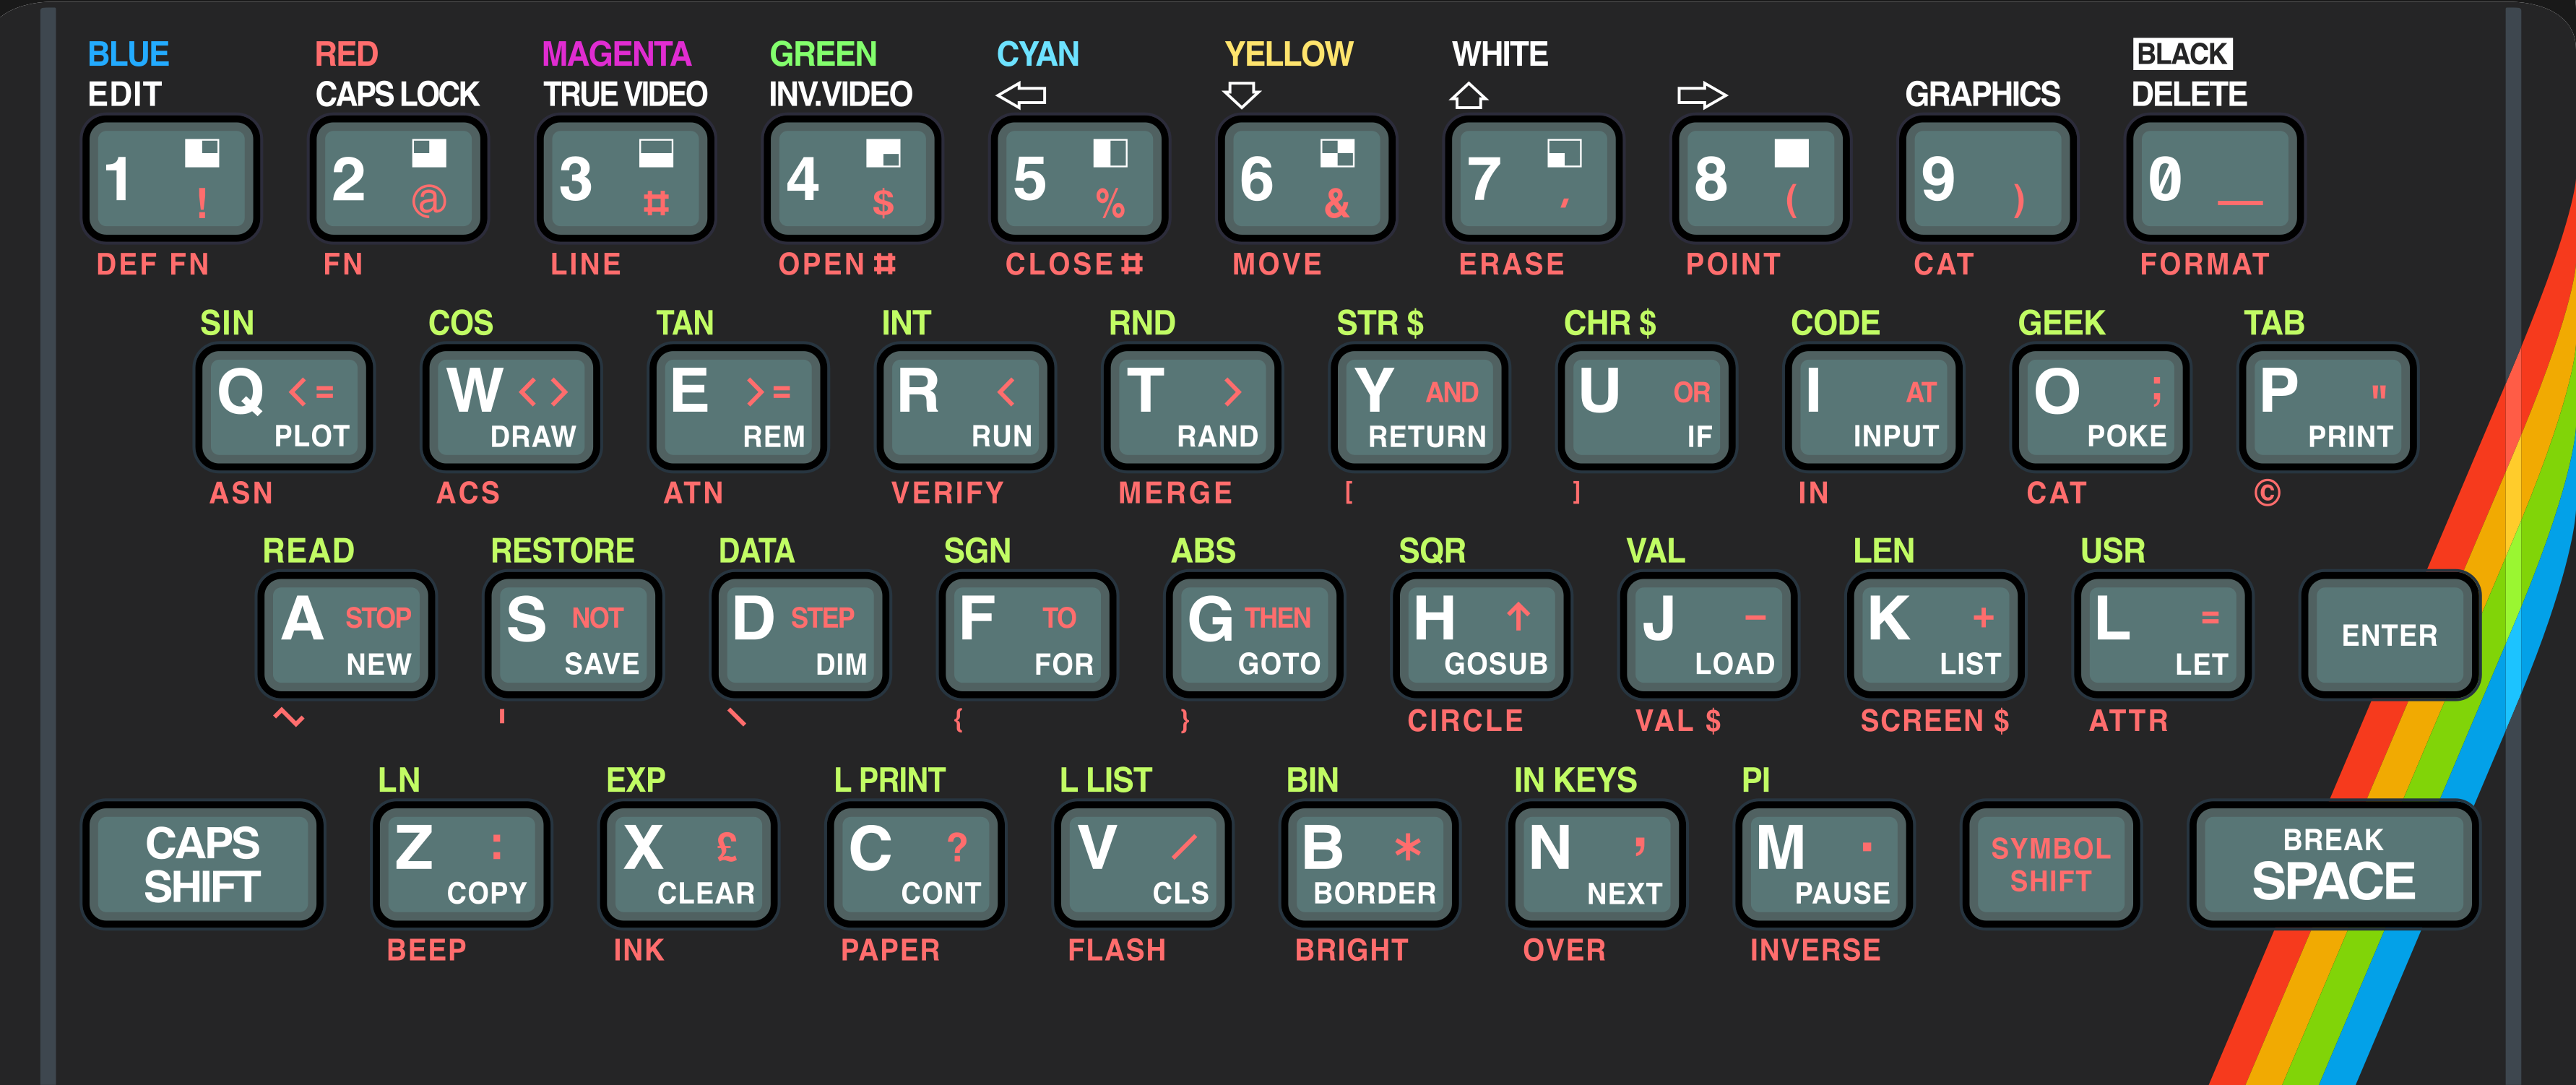 BLUE RED MAGENTA GREEN CYAN YELLOW WHITE BLACK
EDIT CAPS LOCK TRUE VIDEO INV.VIDEO GRAPHICS DELETE
1 2 3 4 5 6 7 8 9 0
! @ # $ % & ' ( ) _
DEF FN FN LINE OPEN # CLOSE # MOVE ERASE POINT CAT FORMAT
SIN COS TAN INT RND STR $ CHR $ CODE GEEK TAB
Q <= W <> E >= R < T > Y AND U OR I AT O ; P "
PLOT DRAW REM RUN RAND RETURN IF INPUT POKE PRINT
ASN ACS ATN VERIFY MERGE [ ] IN CAT ©
READ RESTORE DATA SGN ABS SQR VAL LEN USR
A STOP S NOT D STEP F TO G THEN H ↑ J − K + L =
NEW SAVE DIM FOR GOTO GOSUB LOAD LIST LET ENTER
~ | \ { } CIRCLE VAL $ SCREEN $ ATTR
LN EXP L PRINT L LIST BIN IN KEYS PI
CAPS SHIFT Z : X £ C ? V / B * N , M . SYMBOL SHIFT BREAK SPACE
COPY CLEAR CONT CLS BORDER NEXT PAUSE
BEEP INK PAPER FLASH BRIGHT OVER INVERSE